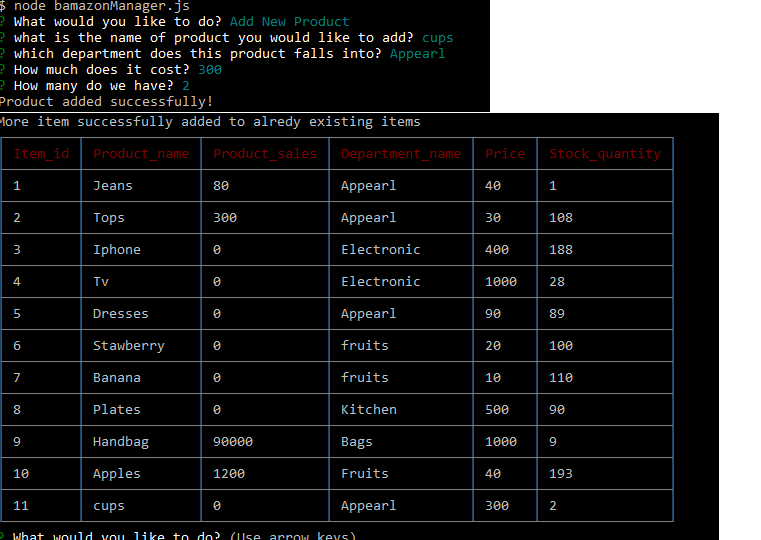 $ node bamazonManager.js
? What would you like to do? Add New Product
? what is the name of product you would like to add? cups
? which department does this product falls into? Appearl
? How much does it cost? 300
? How many do we have? 2
Product added successfully!
More item successfully added to alredy existing items
Item_id Product_name Product_sales Department_name Price Stock_quantity
1 Jeans 80 Appearl 40 1
2 Tops 300 Appearl 30 108
3 Iphone 0 Electronic 400 188
4 Tv 0 Electronic 1000 28
5 Dresses 0 Appearl 90 89
6 Stawberry 0 fruits 20 100
7 Banana 0 fruits 10 110
8 Plates 0 Kitchen 500 90
9 Handbag 90000 Bags 1000 9
10 Apples 1200 Fruits 40 193
11 cups 0 Appearl 300 2
? What would you like to do? (Use arrow keys)